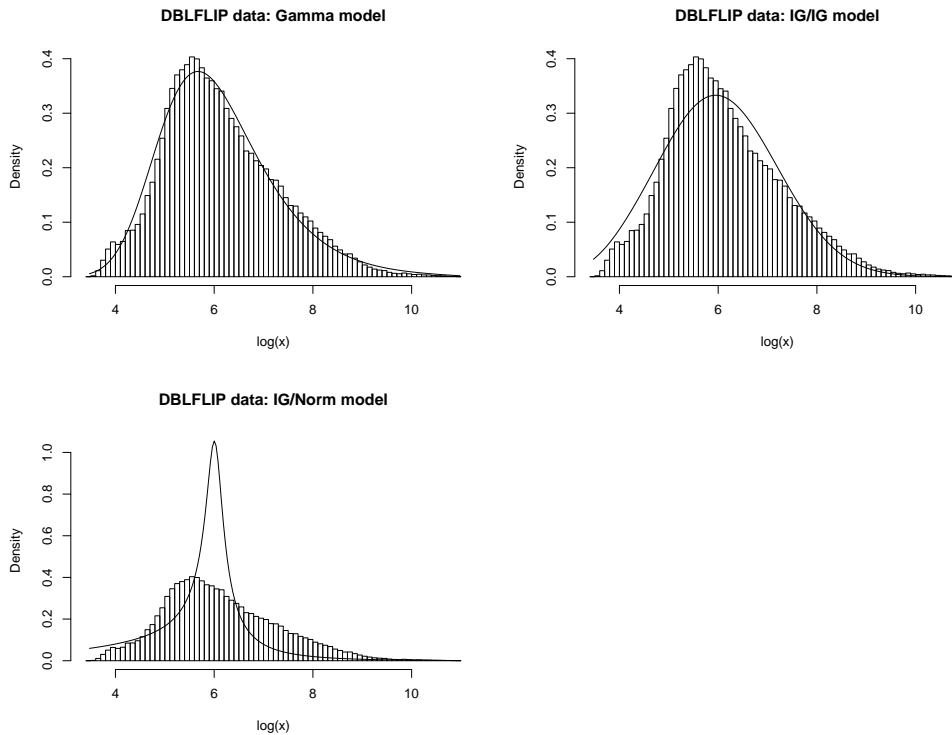 DBLFLIP data: Gamma model
Density
0.0 0.1 0.2 0.3 0.4
4 6 8 10
log(x)
DBLFLIP data: IG/IG model
Density
0.0 0.1 0.2 0.3 0.4
4 6 8 10
log(x)
DBLFLIP data: IG/Norm model
Density
0.0 0.2 0.4 0.6 0.8 1.0
4 6 8 10
log(x)